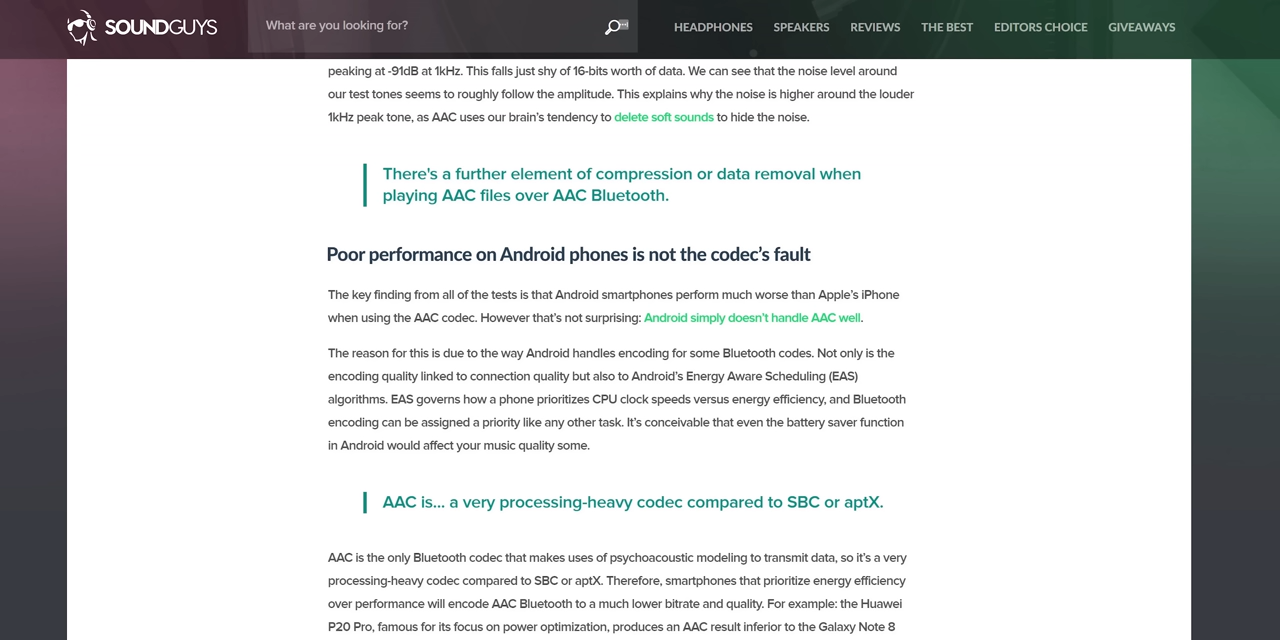 SOUNDGUYS
What are you looking for?
HEADPHONES SPEAKERS REVIEWS THE BEST EDITORS CHOICE GIVEAWAYS
peaking at -91dB at 1kHz. This falls just shy of 16-bits worth of data. We can see that the noise level around
our test tones seems to roughly follow the amplitude. This explains why the noise is higher around the louder
1kHz peak tone, as AAC uses our brain’s tendency to delete soft sounds to hide the noise.
There's a further element of compression or data removal when
playing AAC files over AAC Bluetooth.
Poor performance on Android phones is not the codec’s fault
The key finding from all of the tests is that Android smartphones perform much worse than Apple’s iPhone
when using the AAC codec. However that’s not surprising: Android simply doesn’t handle AAC well.
The reason for this is due to the way Android handles encoding for some Bluetooth codes. Not only is the
encoding quality linked to connection quality but also to Android’s Energy Aware Scheduling (EAS)
algorithms. EAS governs how a phone prioritizes CPU clock speeds versus energy efficiency, and Bluetooth
encoding can be assigned a priority like any other task. It’s conceivable that even the battery saver function
in Android would affect your music quality some.
AAC is... a very processing-heavy codec compared to SBC or aptX.
AAC is the only Bluetooth codec that makes uses of psychoacoustic modeling to transmit data, so it’s a very
processing-heavy codec compared to SBC or aptX. Therefore, smartphones that prioritize energy efficiency
over performance will encode AAC Bluetooth to a much lower bitrate and quality. For example: the Huawei
P20 Pro, famous for its focus on power optimization, produces an AAC result inferior to the Galaxy Note 8